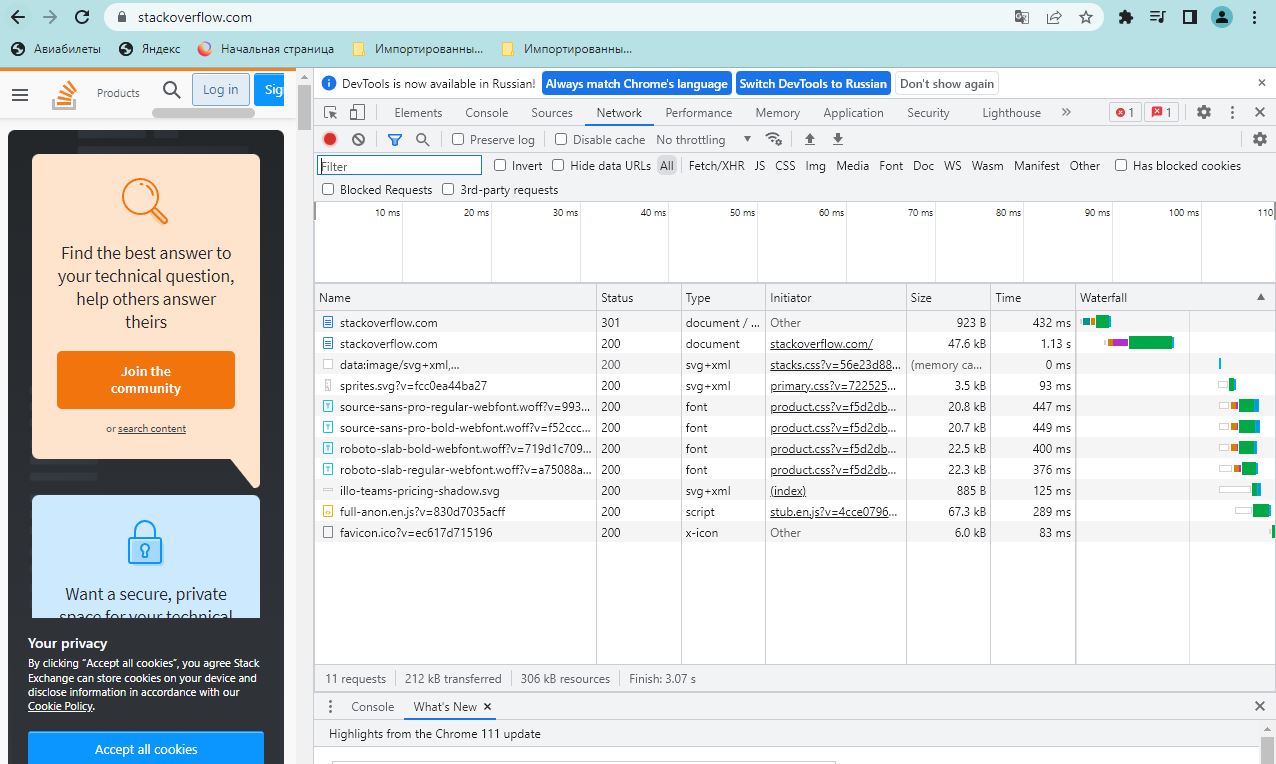 stackoverflow.com
Авиабилеты Яндекс Начальная страница Импортированны... Импортированны...
Products Log in Sig
Find the best answer to
your technical question,
help others answer
theirs
Join the
community
or search content
Want a secure, private
space for your technical
Your privacy
By clicking “Accept all cookies”, you agree Stack
Exchange can store cookies on your device and
disclose information in accordance with our
Cookie Policy.
Accept all cookies
DevTools is now available in Russian! Always match Chrome's language Switch DevTools to Russian Don't show again
Elements Console Sources Network Performance Memory Application Security Lighthouse 1 1
Preserve log Disable cache No throttling
Filter Invert Hide data URLs All Fetch/XHR JS CSS Img Media Font Doc WS Wasm Manifest Other Has blocked cookies
Blocked Requests 3rd-party requests
10 ms 20 ms 30 ms 40 ms 50 ms 60 ms 70 ms 80 ms 90 ms 100 ms 110
Name Status Type Initiator Size Time Waterfall
stackoverflow.com 301 document / ... Other 923 B 432 ms
stackoverflow.com 200 document stackoverflow.com/ 47.6 kB 1.13 s
data:image/svg+xml,... 200 svg+xml stacks.css?v=56e23d88... (memory ca... 0 ms
sprites.svg?v=fcc0ea44ba27 200 svg+xml primary.css?v=722525... 3.5 kB 93 ms
source-sans-pro-regular-webfont.woff?v=993... 200 font product.css?v=f5d2db... 20.8 kB 447 ms
source-sans-pro-bold-webfont.woff?v=f52ccc... 200 font product.css?v=f5d2db... 20.7 kB 449 ms
roboto-slab-bold-webfont.woff?v=719d1c709... 200 font product.css?v=f5d2db... 22.5 kB 400 ms
roboto-slab-regular-webfont.woff?v=a75088a... 200 font product.css?v=f5d2db... 22.3 kB 376 ms
illo-teams-pricing-shadow.svg 200 svg+xml (index) 885 B 125 ms
full-anon.en.js?v=830d7035acff 200 script stub.en.js?v=4cce0796... 67.3 kB 289 ms
favicon.ico?v=ec617d715196 200 x-icon Other 6.0 kB 83 ms
11 requests 212 kB transferred 306 kB resources Finish: 3.07 s
Console What's New
Highlights from the Chrome 111 update